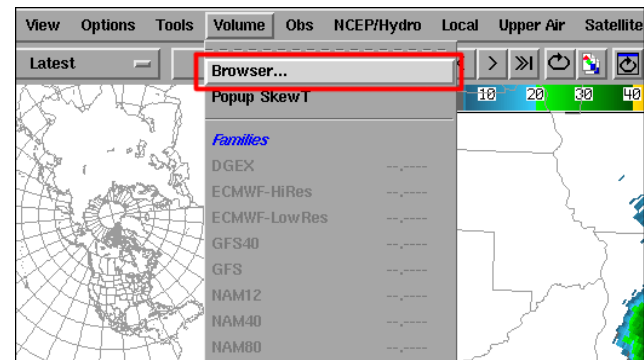 View Options Tools Volume Obs NCEP/Hydro Local Upper Air Satellite
Latest
Browser...
Popup SkewT
10 20 30 40
Families
DGEX --.----
ECMWF-HiRes --.----
ECMWF-LowRes --.----
GFS40 --.----
GFS --.----
NAM12 --.----
NAM40 --.----
NAM80 --.----